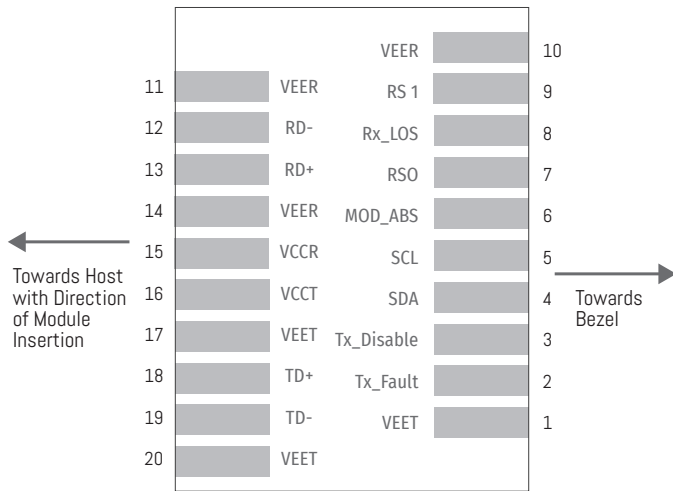 VEER 10
11 VEER RS 1 9
12 RD- Rx_LOS 8
13 RD+ RSO 7
14 VEER MOD_ABS 6
15 VCCR SCL 5
16 VCCT SDA 4
17 VEET Tx_Disable 3
18 TD+ Tx_Fault 2
19 TD- VEET 1
20 VEET
Towards Host
with Direction
of Module
Insertion
Towards
Bezel